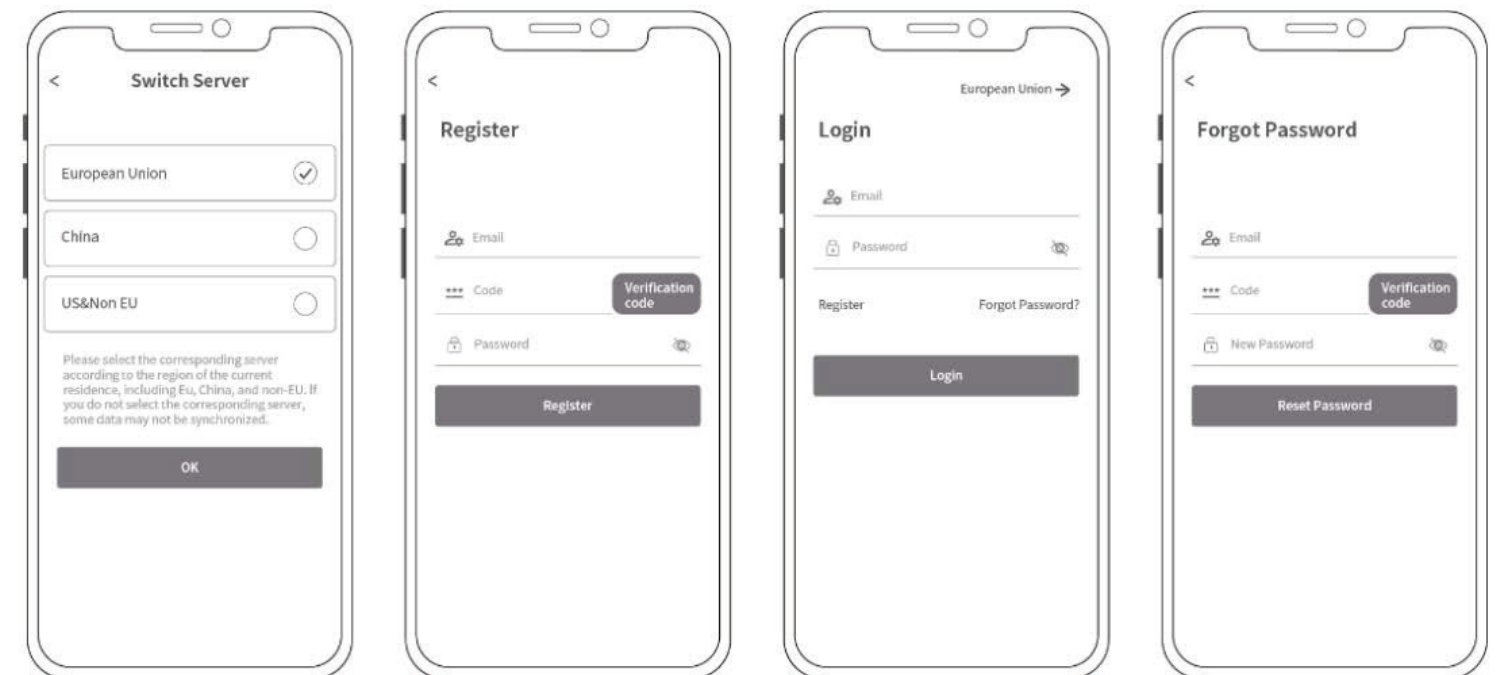 Switch Server
European Union
China
US&Non EU
Please select the corresponding server
according to the region of the current
residence, including Eu, China, and non-EU. If
you do not select the corresponding server,
some data may not be synchronized.
OK
Register
Email
Code
Verification
code
Password
Register
European Union
Login
Email
Password
Register
Forgot Password?
Login
Forgot Password
Email
Code
Verification
code
New Password
Reset Password